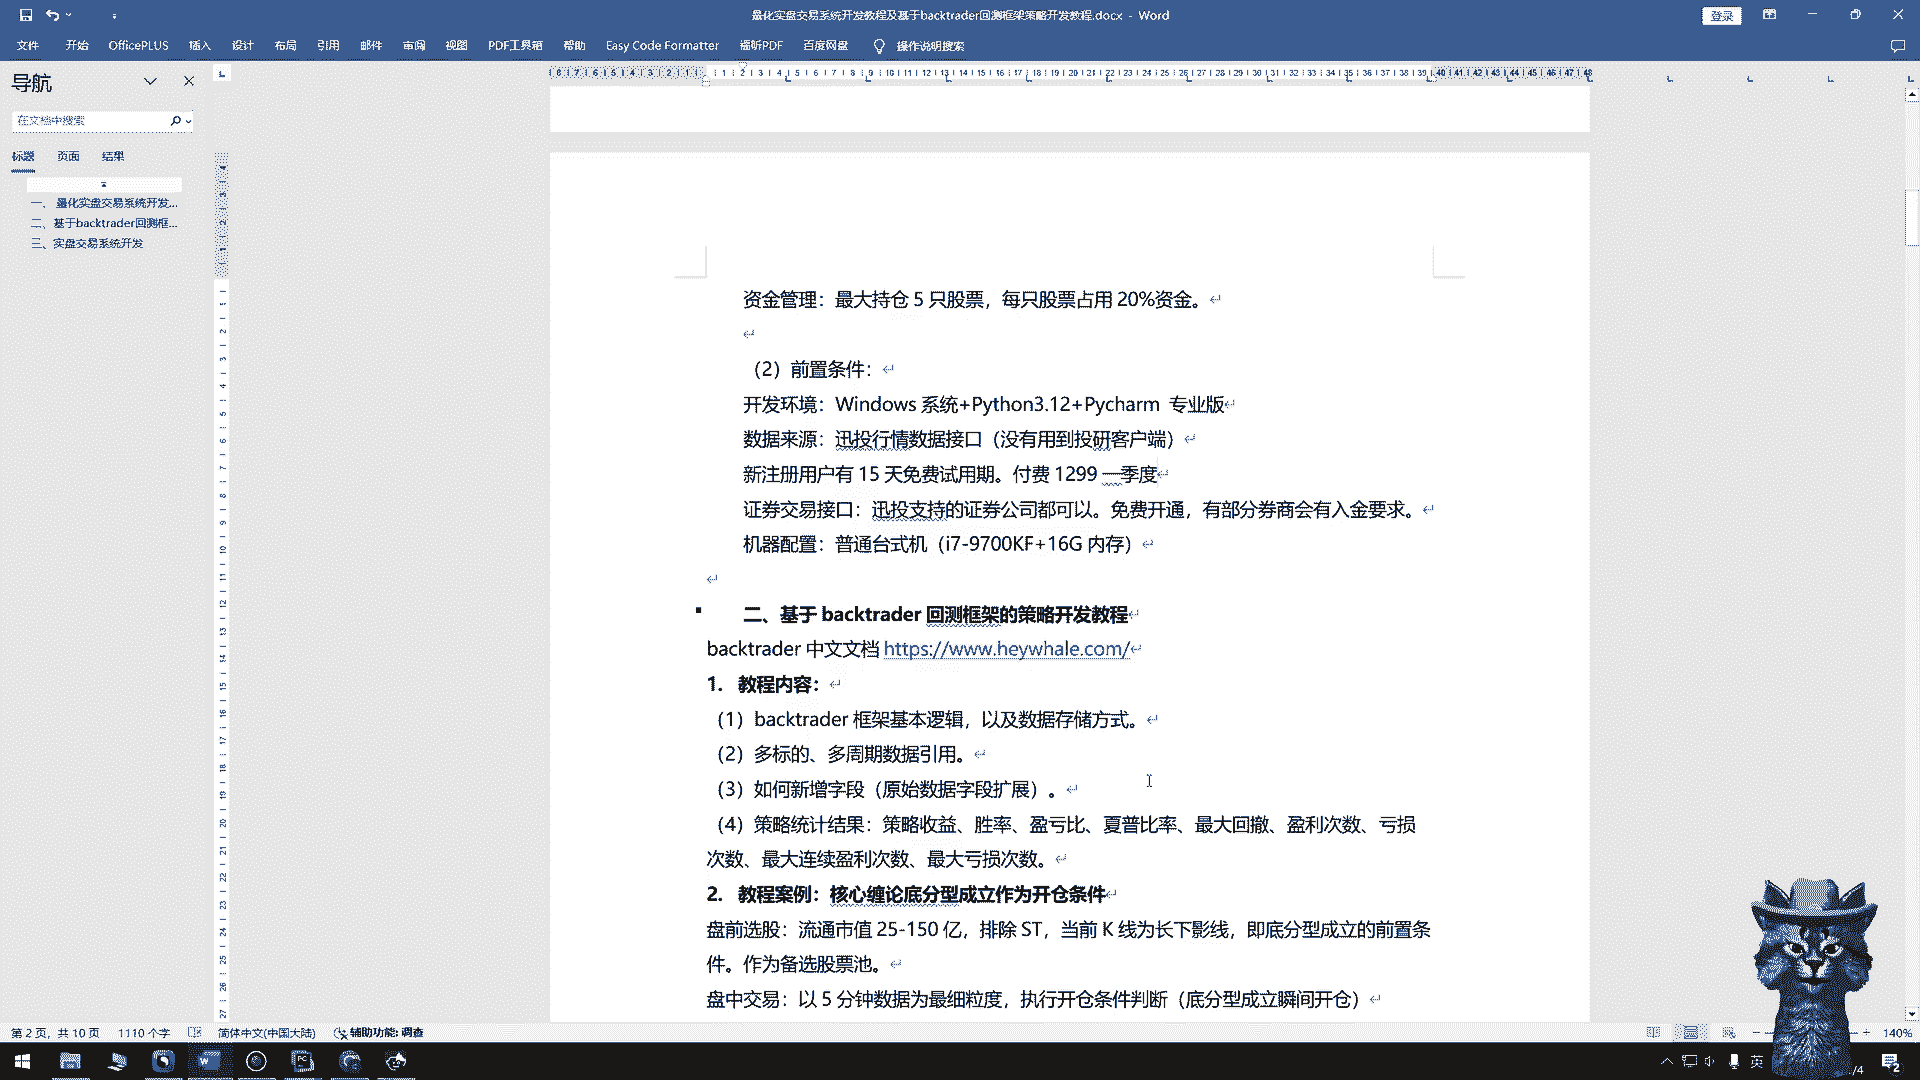 量化实盘交易系统开发教程及基于backtrader回测框架策略开发教程.docx - Word
登录
文件 开始 OfficePLUS 插入 设计 布局 引用 邮件 审阅 视图 PDF工具箱 帮助 Easy Code Formatter 福昕PDF 百度网盘 操作说明搜索
导航
在文档中搜索
标题 页面 结果
一、 量化实盘交易系统开发...
二、基于backtrader回测框...
三、实盘交易系统开发
资金管理：最大持仓 5 只股票，每只股票占用 20%资金。
（2）前置条件：
开发环境：Windows 系统+Python3.12+Pycharm 专业版
数据来源：迅投行情数据接口（没有用到投研客户端）
新注册用户有 15 天免费试用期。付费 1299 一季度
证券交易接口：迅投支持的证券公司都可以。免费开通，有部分券商会有入金要求。
机器配置：普通台式机（i7-9700KF+16G 内存）
二、基于 backtrader 回测框架的策略开发教程
backtrader 中文文档 https://www.heywhale.com/
1. 教程内容：
（1）backtrader 框架基本逻辑，以及数据存储方式。
（2）多标的、多周期数据引用。
（3）如何新增字段（原始数据字段扩展）。
（4）策略统计结果：策略收益、胜率、盈亏比、夏普比率、最大回撤、盈利次数、亏损
次数、最大连续盈利次数、最大亏损次数。
2. 教程案例：核心缠论底分型成立作为开仓条件
盘前选股：流通市值 25-150 亿，排除 ST，当前 K 线为长下影线，即底分型成立的前置条
件。作为备选股票池。
盘中交易：以 5 分钟数据为最细粒度，执行开仓条件判断（底分型成立瞬间开仓）
第 2 页，共 10 页 1110 个字 简体中文(中国大陆) 辅助功能: 调查 140%
英